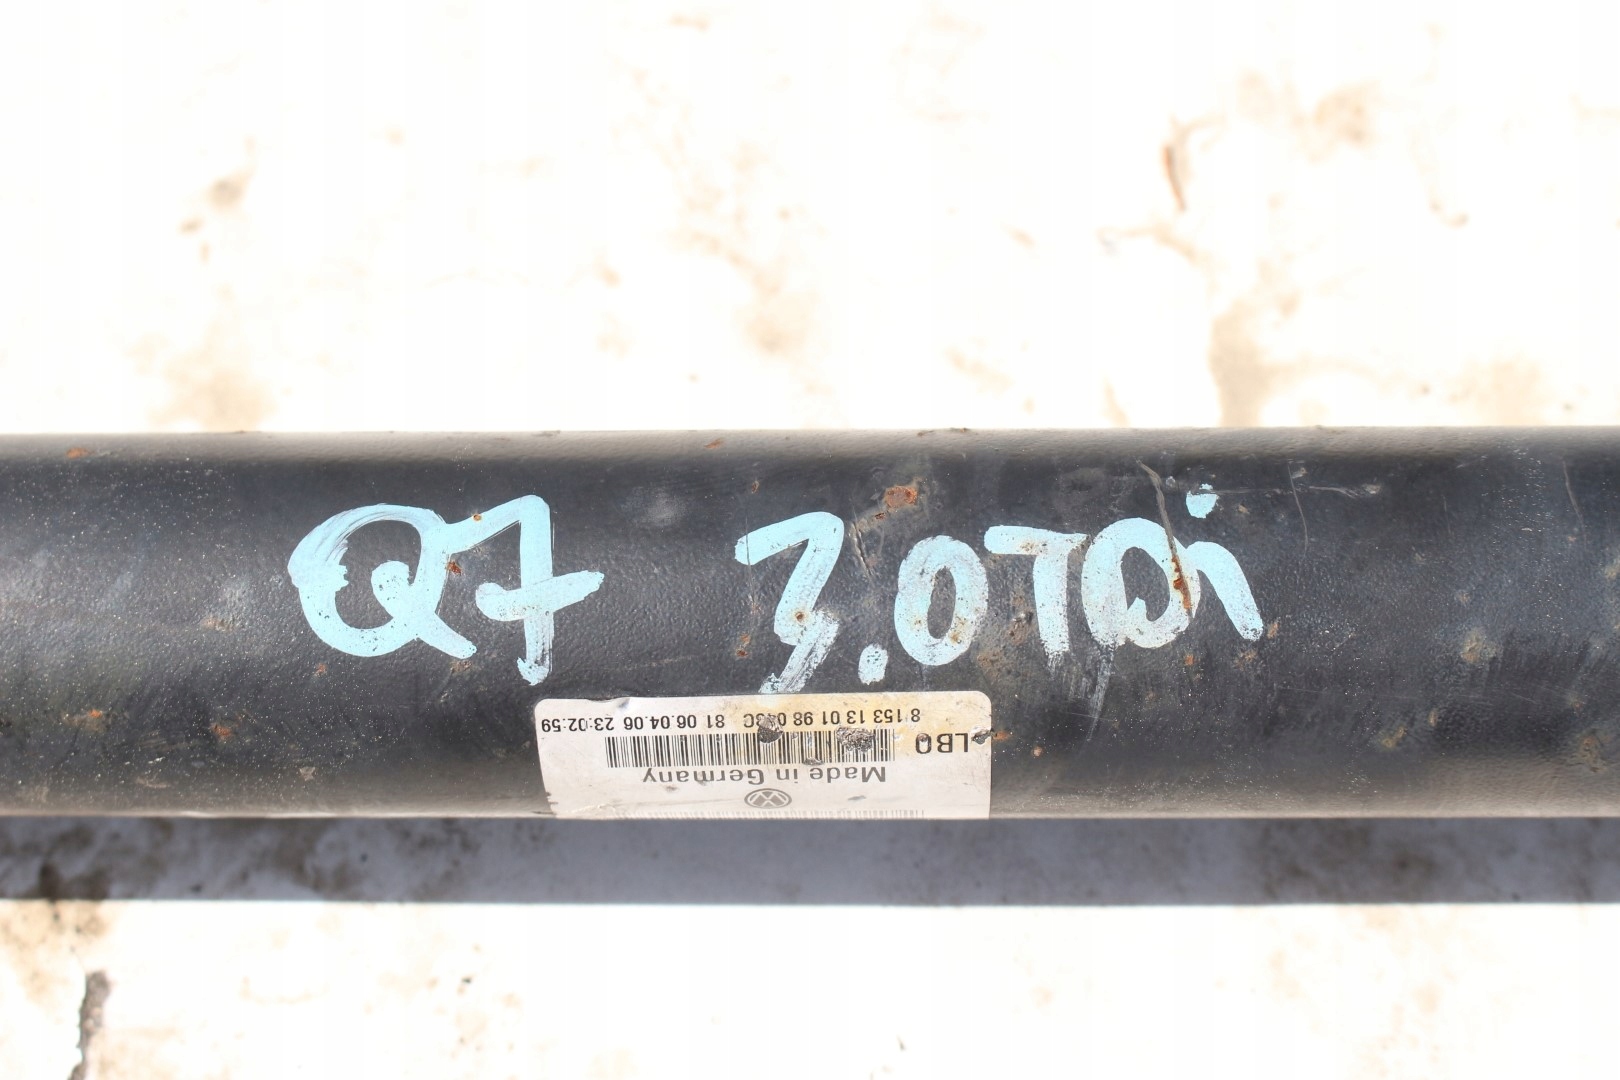 Q7 3.0TDi
Made in Germany
LB0
8 153 13 01 98 043C 81 06.04.06 23:02:59